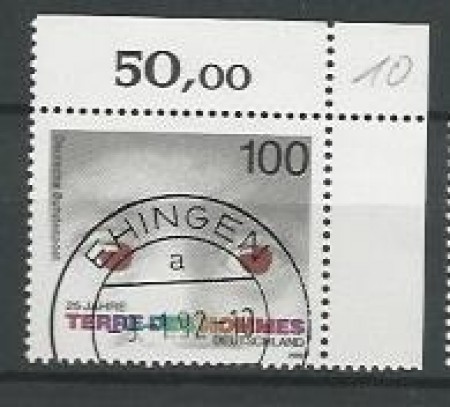 50,00
10
100
Deutsche Bundespost
EHINGEN
a
25 JAHRE
TERRE DES HOMMES
DEUTSCHLAND